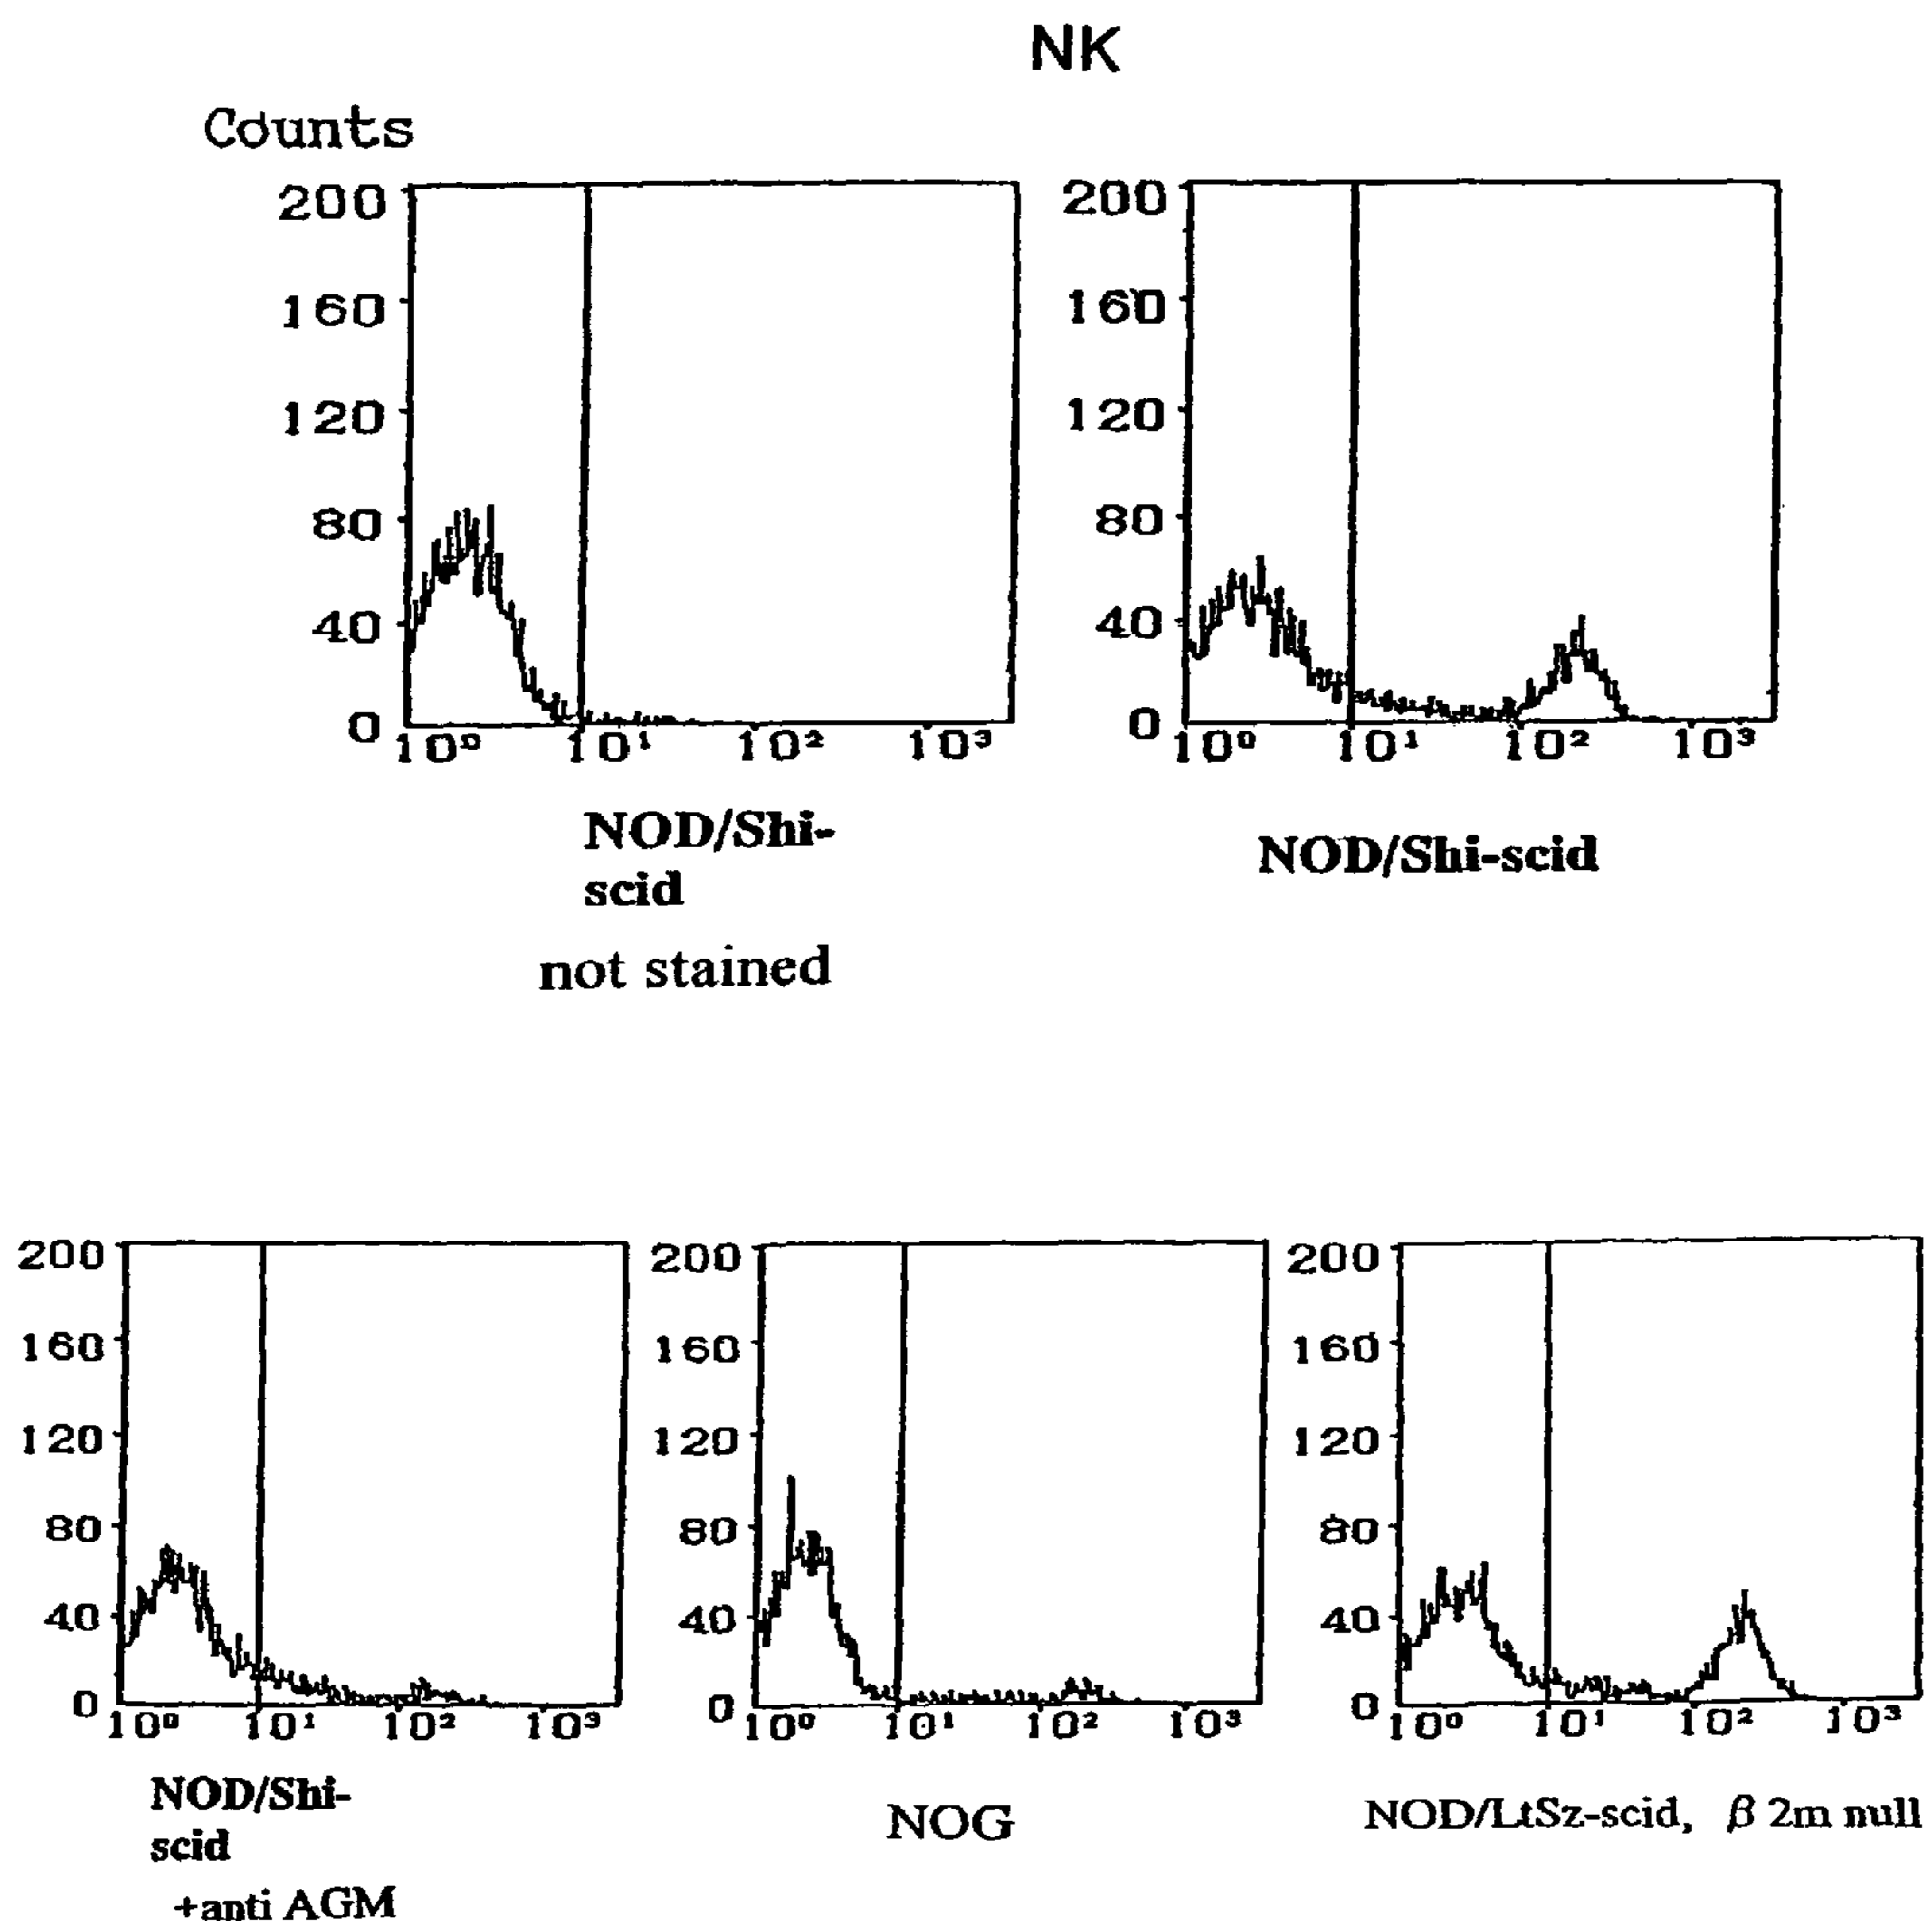 NK
Counts
200 200
160 160
120 120
80 80
40 40
0 0
10⁰ 10¹ 10² 10³ 10⁰ 10¹ 10² 10³
NOD/Shi-
scid
not stained
NOD/Shi-scid
200 200 200
160 160 160
120 120 120
80 80 80
40 40 40
0 0 0
10⁰ 10¹ 10² 10³ 10⁰ 10¹ 10² 10³ 10⁰ 10¹ 10² 10³
NOD/Shi-
scid
+anti AGM
NOG
NOD/LtSz-scid, β 2m null